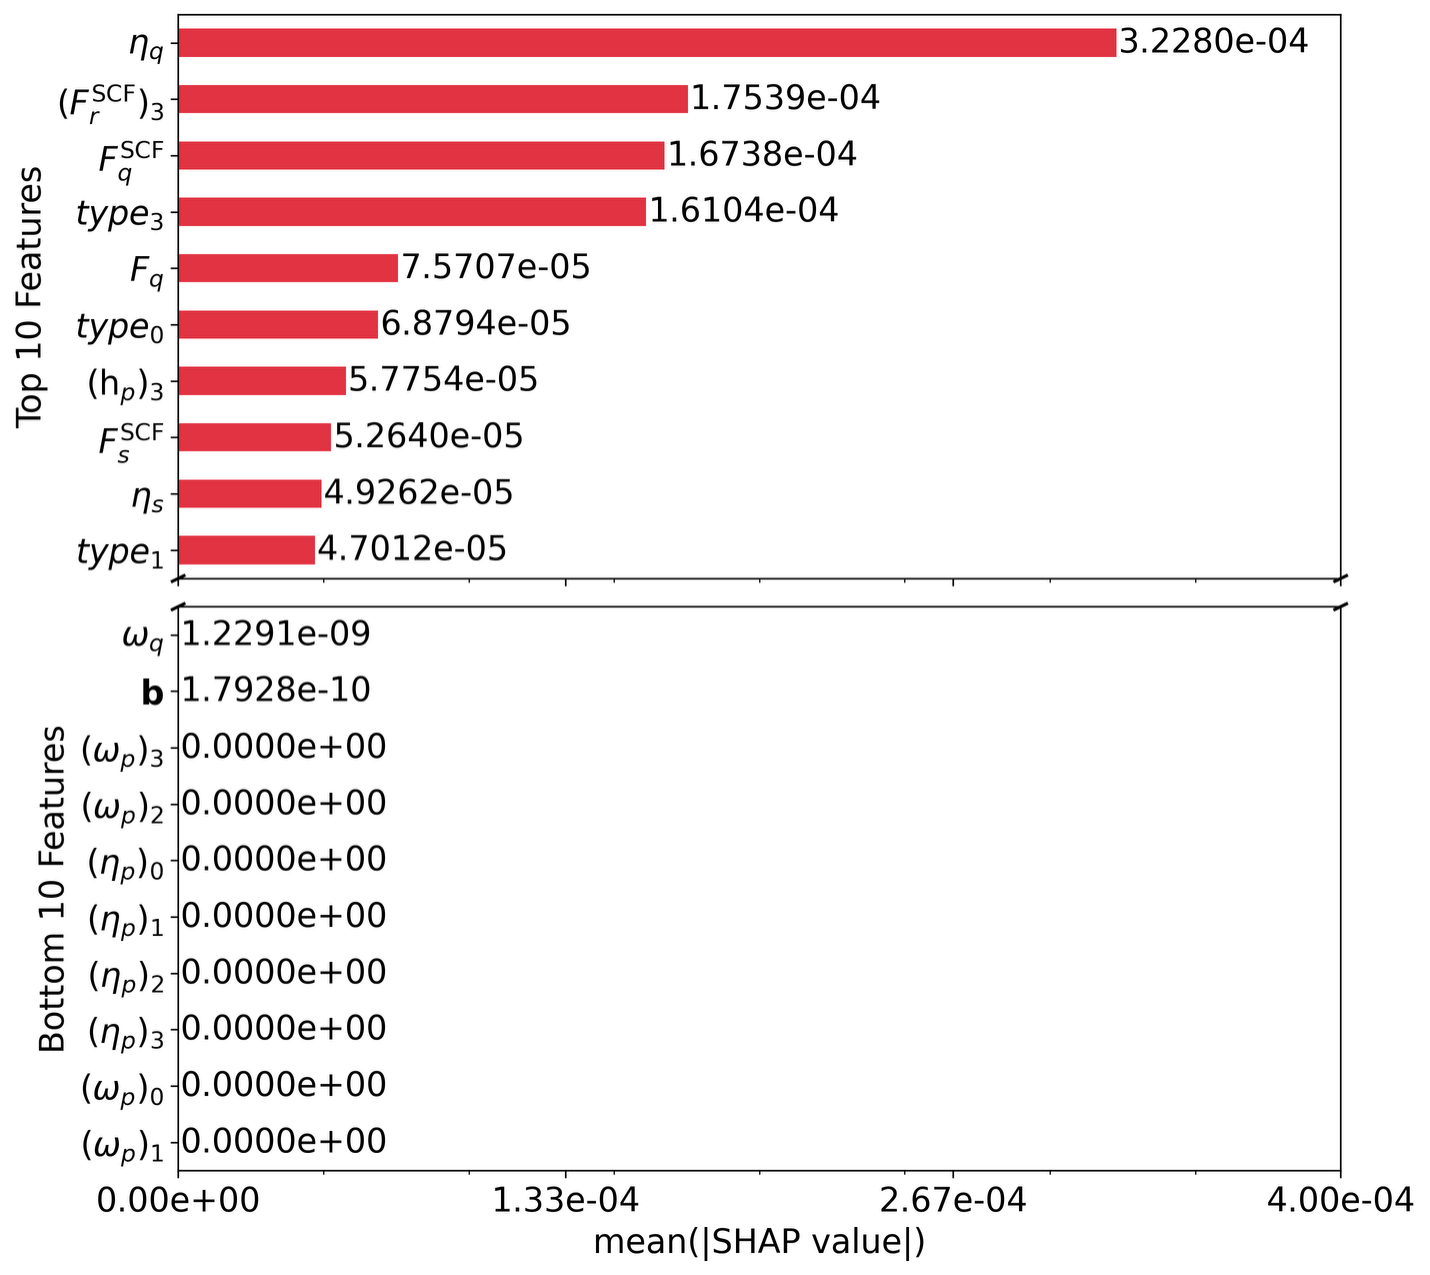 Top 10 Features
η_q 3.2280e-04
(F_r^SCF)_3 1.7539e-04
F_q^SCF 1.6738e-04
type_3 1.6104e-04
F_q 7.5707e-05
type_0 6.8794e-05
(h_p)_3 5.7754e-05
F_s^SCF 5.2640e-05
η_s 4.9262e-05
type_1 4.7012e-05
Bottom 10 Features
ω_q 1.2291e-09
b 1.7928e-10
(ω_p)_3 0.0000e+00
(ω_p)_2 0.0000e+00
(η_p)_0 0.0000e+00
(η_p)_1 0.0000e+00
(η_p)_2 0.0000e+00
(η_p)_3 0.0000e+00
(ω_p)_0 0.0000e+00
(ω_p)_1 0.0000e+00
0.00e+00 1.33e-04 2.67e-04 4.00e-04
mean(|SHAP value|)